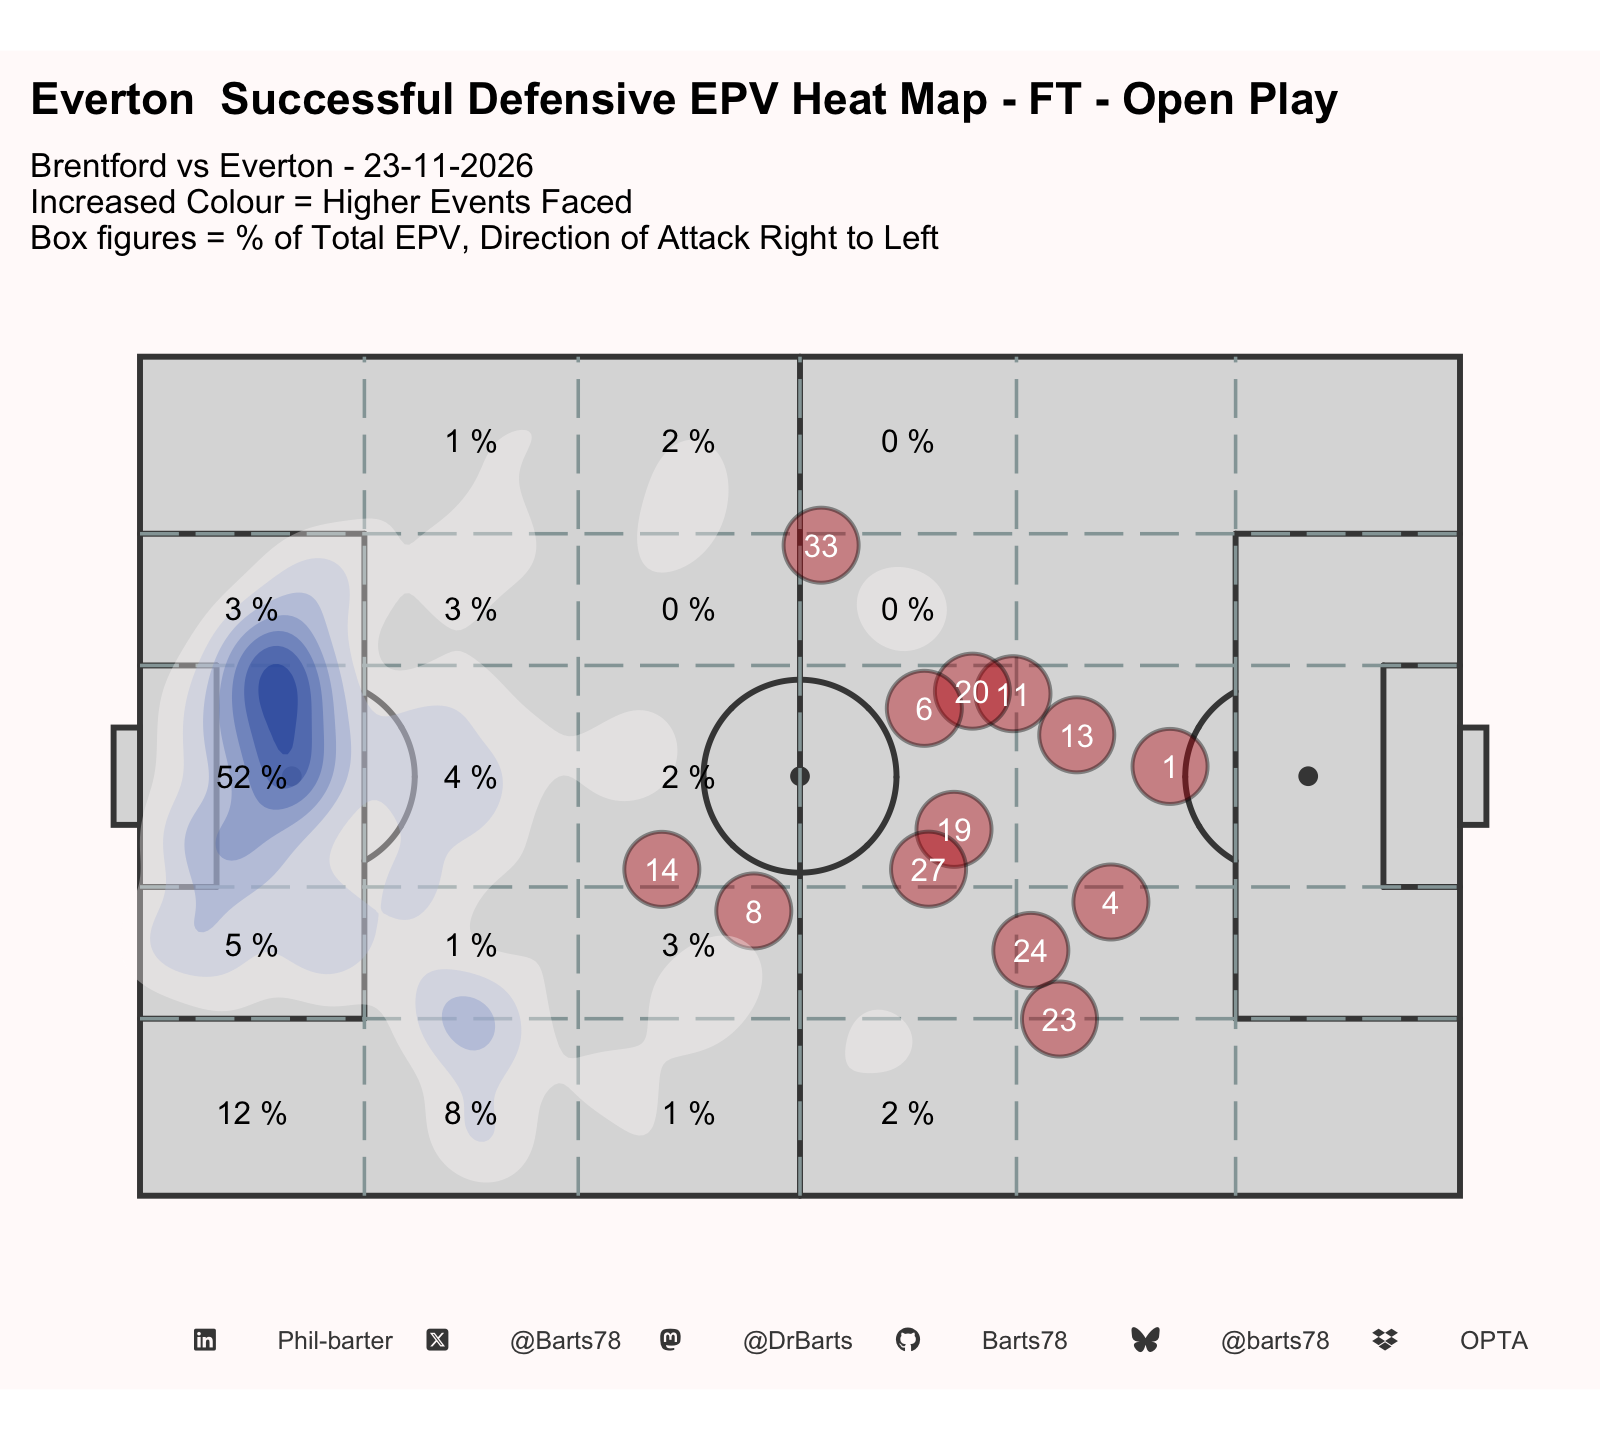 Everton  Successful Defensive EPV Heat Map - FT - Open Play
Brentford vs Everton - 23-11-2026
Increased Colour = Higher Events Faced
Box figures = % of Total EPV, Direction of Attack Right to Left
1 % 2 % 0 %
33
3 % 3 % 0 % 0 %
6 20 11 13 1
52 % 4 % 2 %
19
14 27
8 4
5 % 1 % 3 % 24
23
12 % 8 % 1 % 2 %
Phil-barter @Barts78 @DrBarts Barts78 @barts78 OPTA